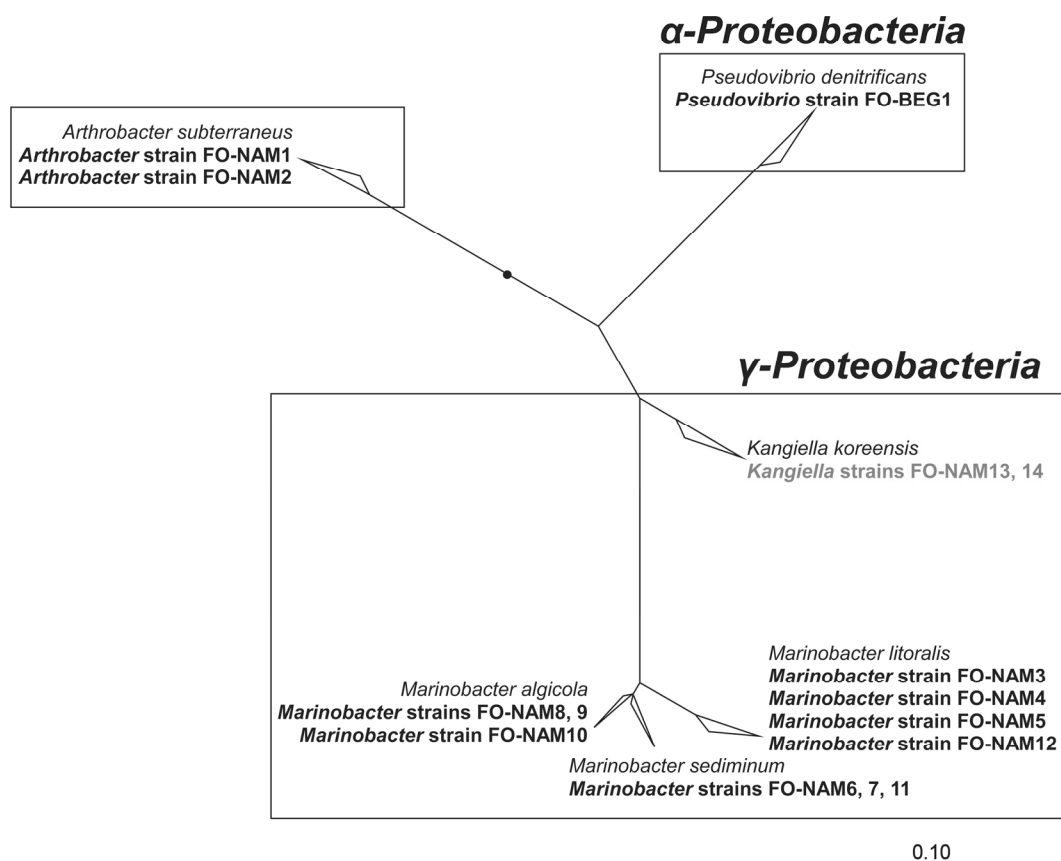 α-Proteobacteria
Pseudovibrio denitrificans
Pseudovibrio strain FO-BEG1
Arthrobacter subterraneus
Arthrobacter strain FO-NAM1
Arthrobacter strain FO-NAM2
γ-Proteobacteria
Kangiella koreensis
Kangiella strains FO-NAM13, 14
Marinobacter litoralis
Marinobacter strain FO-NAM3
Marinobacter strain FO-NAM4
Marinobacter strain FO-NAM5
Marinobacter strain FO-NAM12
Marinobacter algicola
Marinobacter strains FO-NAM8, 9
Marinobacter strain FO-NAM10
Marinobacter sediminum
Marinobacter strains FO-NAM6, 7, 11
0.10